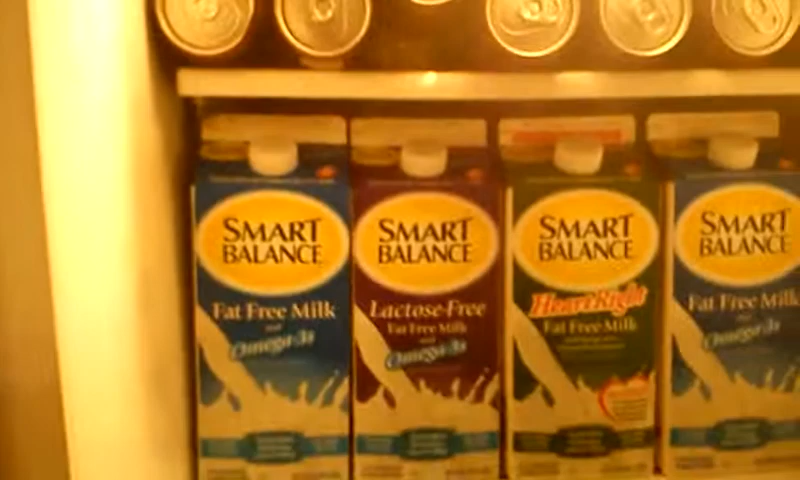 SMART
BALANCE
Fat Free Milk
Omega-3s
SMART
BALANCE
Lactose-Free
Fat Free Milk
and
Omega-3s
SMART
BALANCE
HeartRight
Fat Free Milk
SMART
BALANCE
Fat Free Milk
Omega-3s